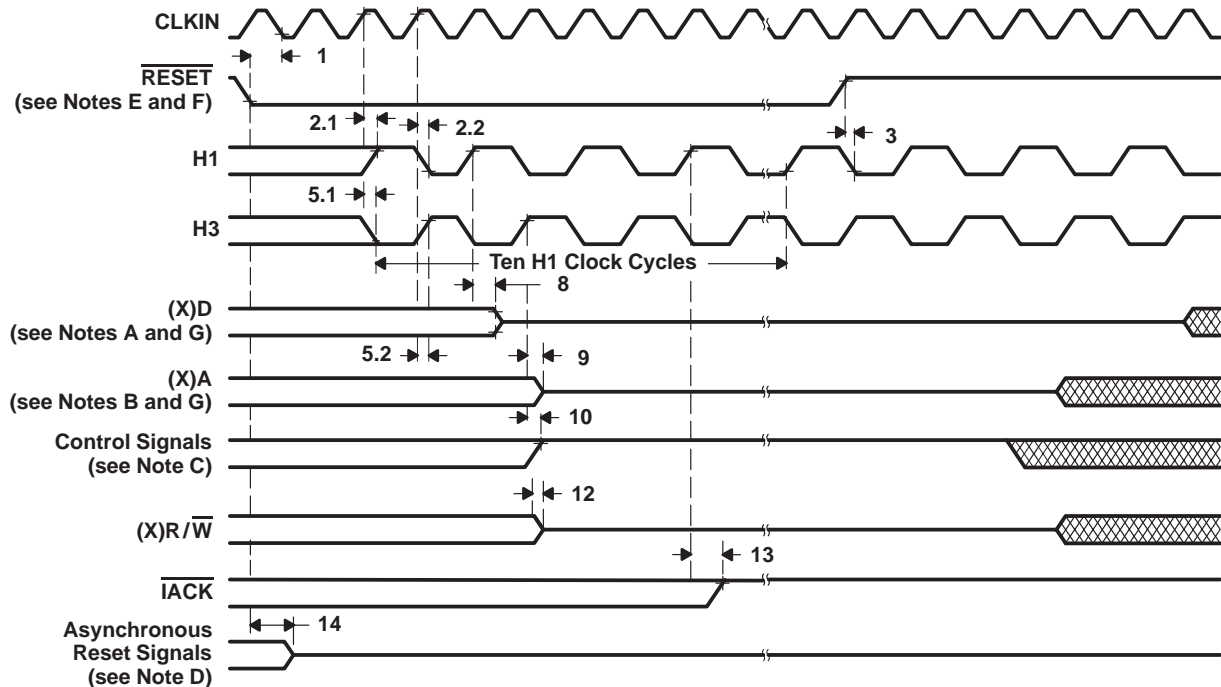 CLKIN
1
RESET
(see Notes E and F)
2.1
2.2
3
H1
5.1
H3
Ten H1 Clock Cycles
8
(X)D
(see Notes A and G)
5.2
9
(X)A
(see Notes B and G)
10
Control Signals
(see Note C)
12
(X)R/W
13
IACK
14
Asynchronous
Reset Signals
(see Note D)